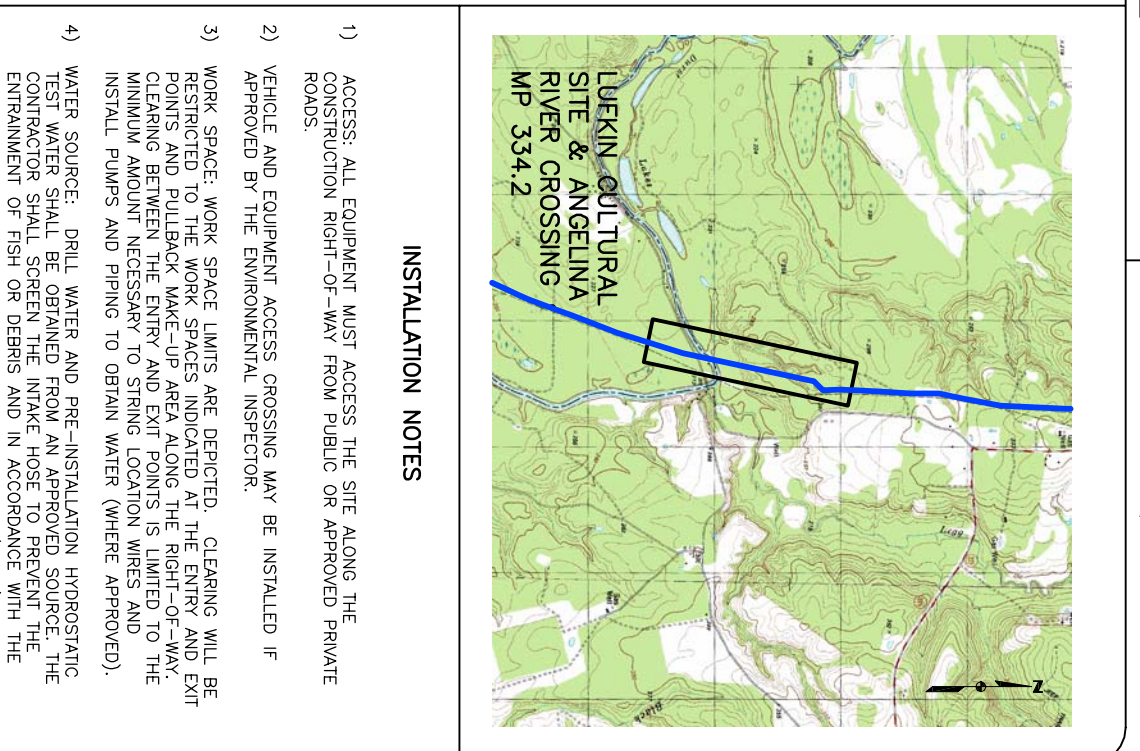 LUFKIN CULTURAL
SITE & ANGELINA
RIVER CROSSING
MP 334.2
Lakes
Legg
Black
Well
N
INSTALLATION NOTES
1) ACCESS: ALL EQUIPMENT MUST ACCESS THE SITE ALONG THE
CONSTRUCTION RIGHT-OF-WAY FROM PUBLIC OR APPROVED PRIVATE
ROADS.
2) VEHICLE AND EQUIPMENT ACCESS CROSSING MAY BE INSTALLED IF
APPROVED BY THE ENVIRONMENTAL INSPECTOR.
3) WORK SPACE: WORK SPACE LIMITS ARE DEPICTED. CLEARING WILL BE
RESTRICTED TO THE WORK SPACES INDICATED AT THE ENTRY AND EXIT
POINTS AND PULLBACK MAKE-UP AREA ALONG THE RIGHT-OF-WAY.
CLEARING BETWEEN THE ENTRY AND EXIT POINTS IS LIMITED TO THE
MINIMUM AMOUNT NECESSARY TO STRING LOCATION WIRES AND
INSTALL PUMPS AND PIPING TO OBTAIN WATER (WHERE APPROVED).
4) WATER SOURCE: DRILL WATER AND PRE-INSTALLATION HYDROSTATIC
TEST WATER SHALL BE OBTAINED FROM AN APPROVED SOURCE. THE
CONTRACTOR SHALL SCREEN THE INTAKE HOSE TO PREVENT THE
ENTRAINMENT OF FISH OR DEBRIS AND IN ACCORDANCE WITH THE